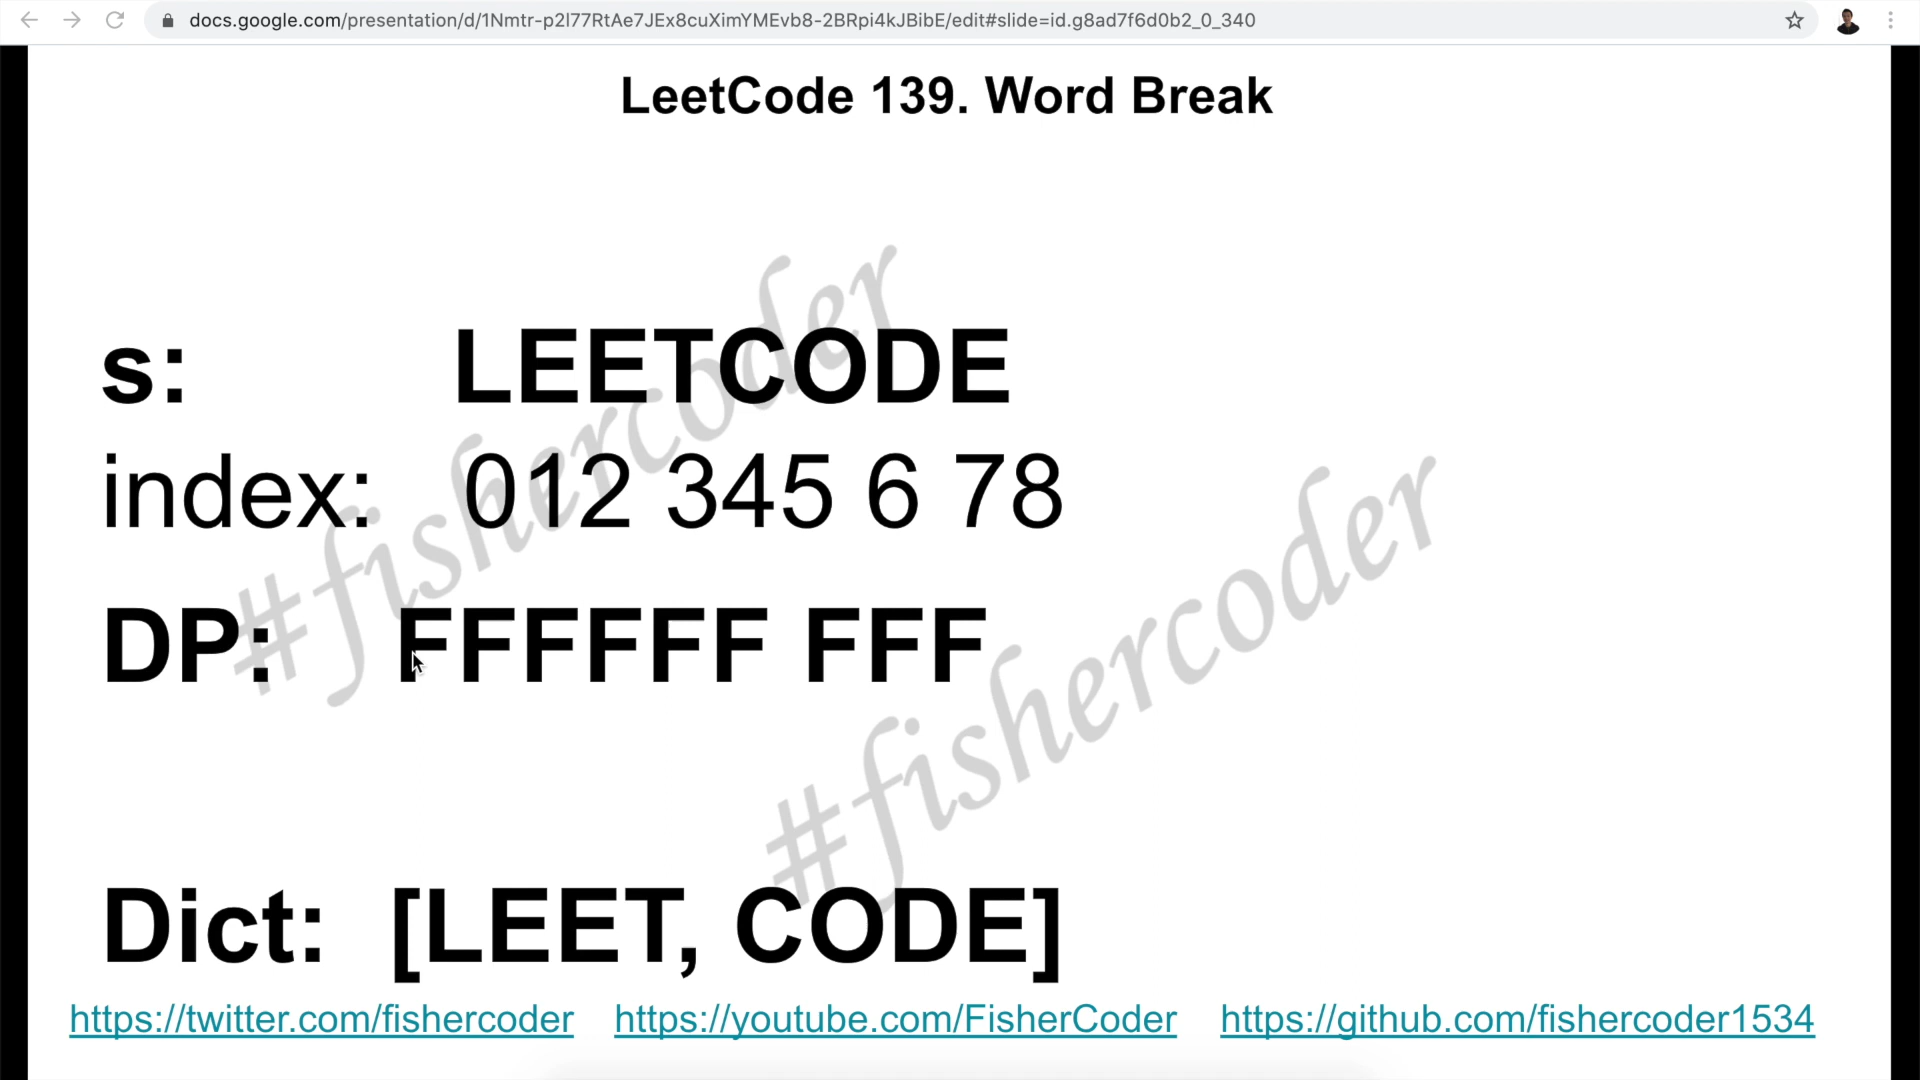 docs.google.com/presentation/d/1Nmtr-p2l77RtAe7JEx8cuXimYMEvb8-2BRpi4kJBibE/edit#slide=id.g8ad7f6d0b2_0_340
LeetCode 139. Word Break
s: LEETCODE
index: 012 345 6 78
DP: FFFFFF FFF
Dict: [LEET, CODE]
#fishercoder
#fishercoder
https://twitter.com/fishercoder https://youtube.com/FisherCoder https://github.com/fishercoder1534